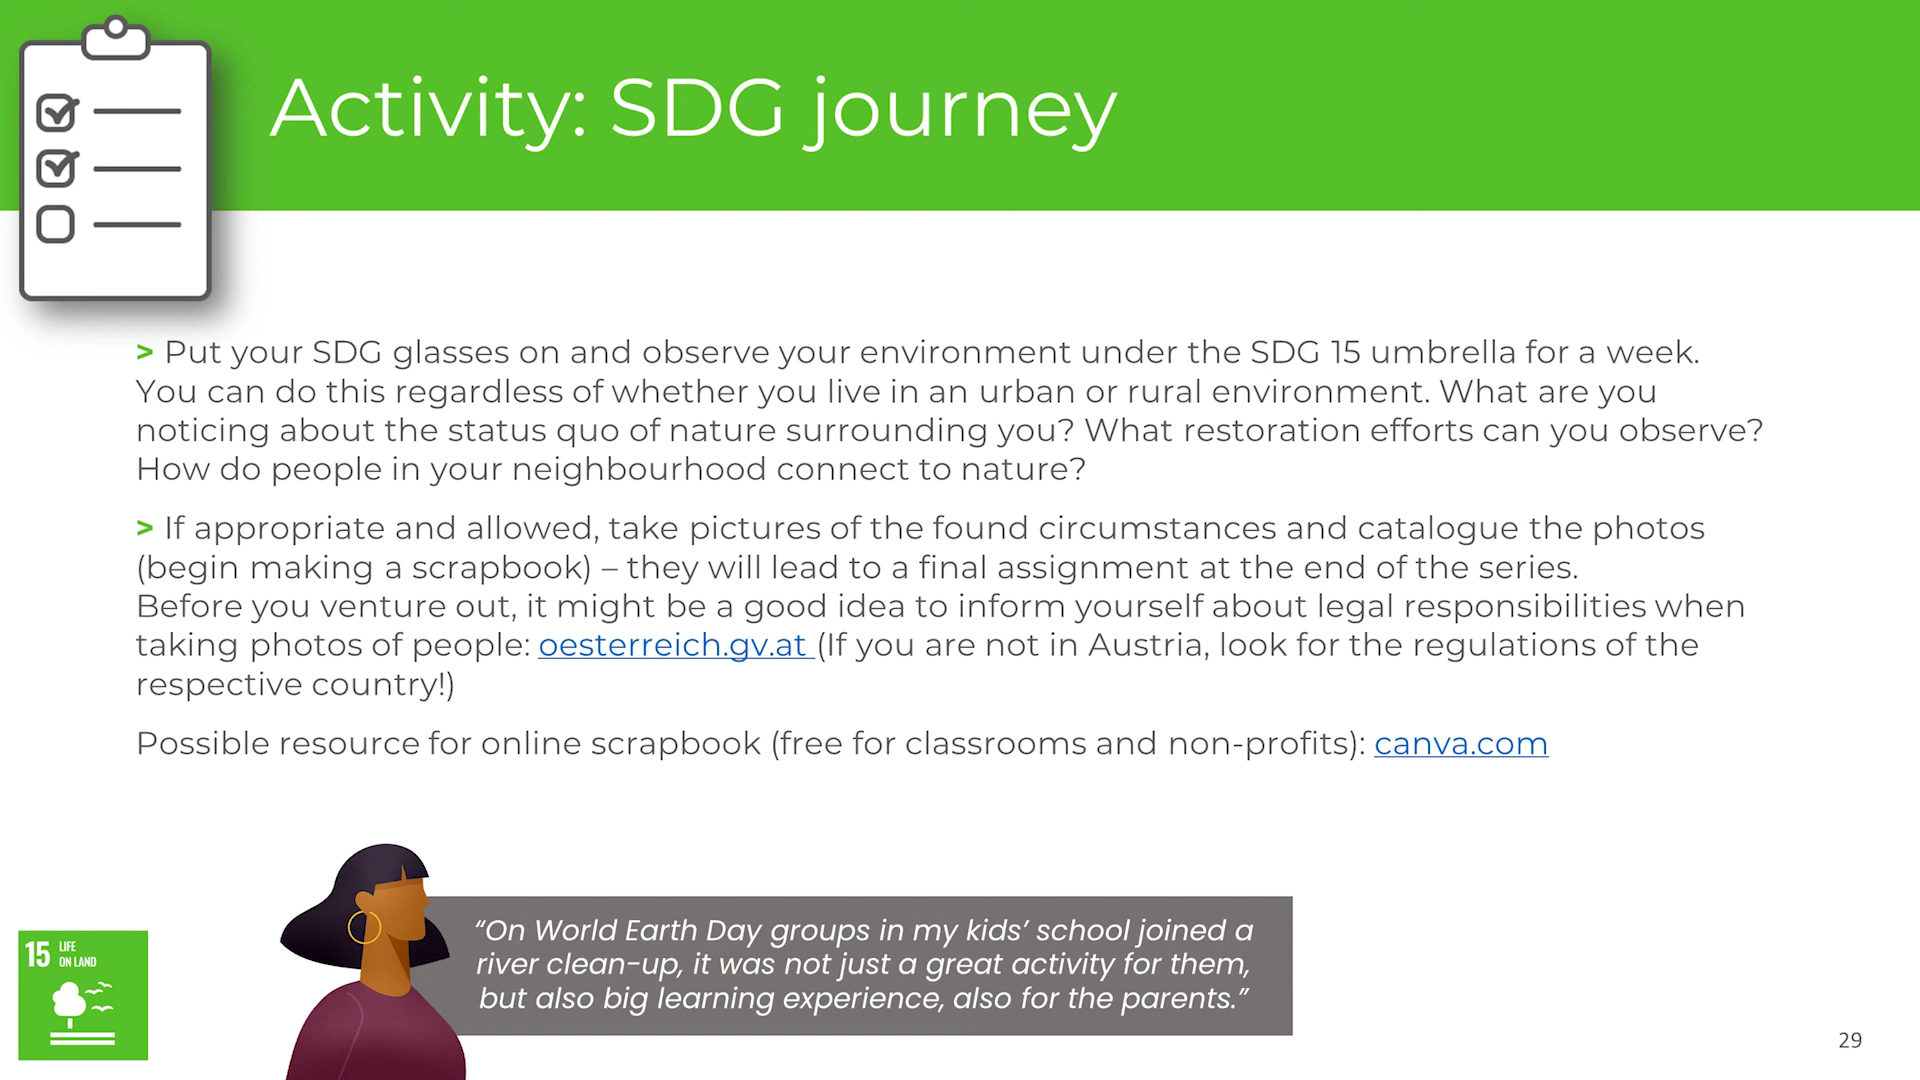 Activity: SDG journey
> Put your SDG glasses on and observe your environment under the SDG 15 umbrella for a week.
You can do this regardless of whether you live in an urban or rural environment. What are you
noticing about the status quo of nature surrounding you? What restoration efforts can you observe?
How do people in your neighbourhood connect to nature?
> If appropriate and allowed, take pictures of the found circumstances and catalogue the photos
(begin making a scrapbook) – they will lead to a final assignment at the end of the series.
Before you venture out, it might be a good idea to inform yourself about legal responsibilities when
taking photos of people: oesterreich.gv.at (If you are not in Austria, look for the regulations of the
respective country!)
Possible resource for online scrapbook (free for classrooms and non-profits): canva.com
“On World Earth Day groups in my kids’ school joined a
river clean-up, it was not just a great activity for them,
but also big learning experience, also for the parents.”
15 LIFE
ON LAND
29